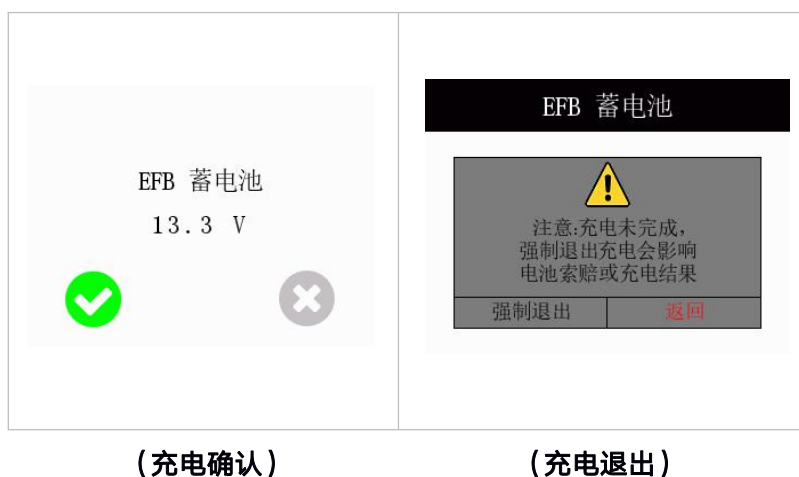 EFB 蓄电池
13.3 V
EFB 蓄电池
注意:充电未完成，
强制退出充电会影响
电池索赔或充电结果
强制退出 返回
(充电确认) (充电退出)